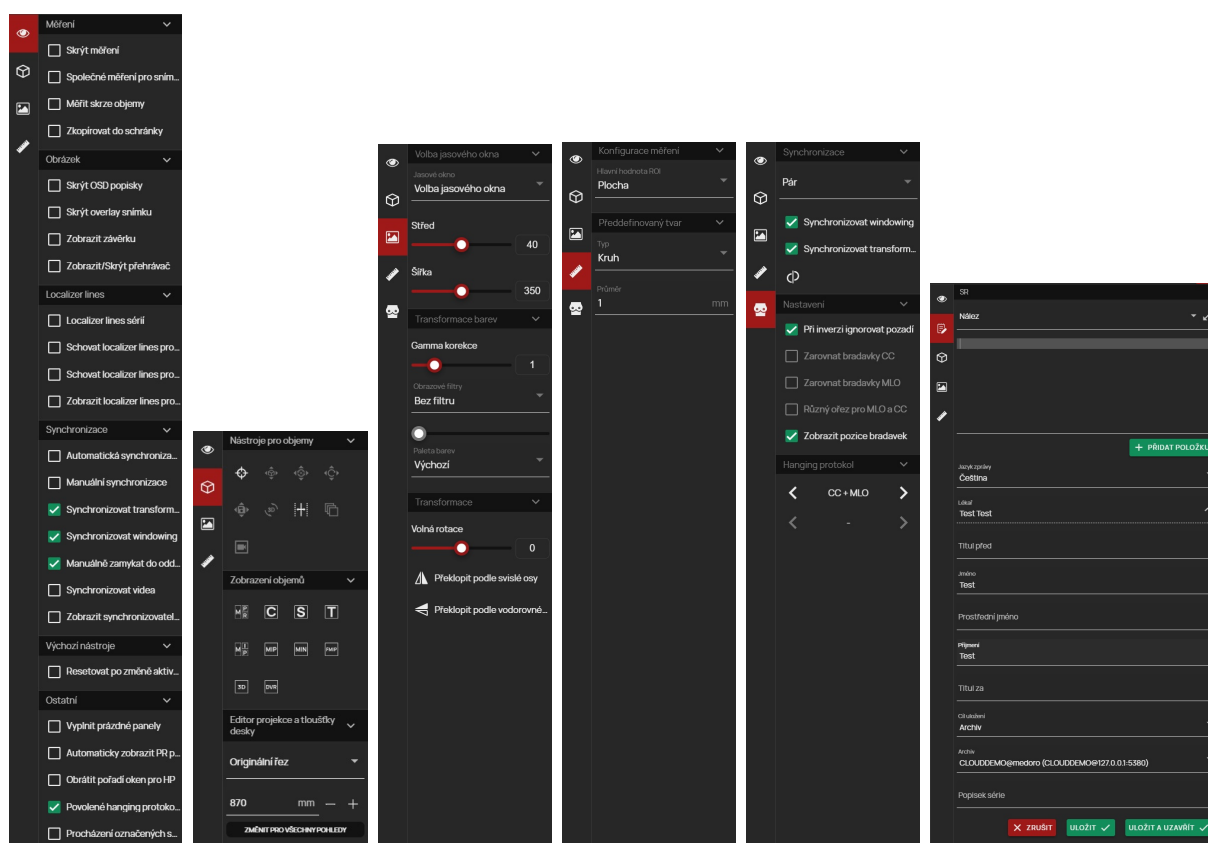 Měření
Skrýt měření
Společné měření pro sním...
Měřit skrze objemy
Zkopírovat do schránky
Obrázek
Skrýt OSD popisky
Skrýt overlay snímku
Zobrazit závěrku
Zobrazit/Skrýt přehrávač
Localizer lines
Localizer lines sérií
Schovat localizer lines pro...
Schovat localizer lines pro...
Zobrazit localizer lines pro...
Synchronizace
Automatická synchroniza...
Manuální synchronizace
Synchronizovat transform...
Synchronizovat windowing
Manuálně zamykat do odd...
Synchronizovat videa
Zobrazit synchronizovatel...
Výchozí nástroje
Resetovat po změně aktiv...
Ostatní
Vyplnit prázdné panely
Automaticky zobrazit PR p...
Obrátit pořadí oken pro HP
Povolené hanging protoko...
Procházení označených s...
Nástroje pro objemy
3D
Zobrazení objemů
MPR C S T
MIP MIP MIN FMIP
3D DVR
Editor projekce a tloušťky
desky
Originální řez
870 mm
ZMĚNIT PRO VŠECHNY POHLEDY
Volba jasového okna
Jasové okno
Volba jasového okna
Střed
40
Šířka
350
Transformace barev
Gamma korekce
1
Obrazové filtry
Bez filtru
Paleta barev
Výchozí
Transformace
Volná rotace
0
Překlopit podle svislé osy
Překlopit podle vodorovné...
Konfigurace měření
Hlavní hodnota ROI
Plocha
Předdefinovaný tvar
Typ
Kruh
Průměr
1 mm
Synchronizace
Pár
Synchronizovat windowing
Synchronizovat transform...
Nastavení
Při inverzi ignorovat pozadí
Zarovnat bradavky CC
Zarovnat bradavky MLO
Různý ořez pro MLO a CC
Zobrazit pozice bradavek
Hanging protokol
CC + MLO
-
SR
Nález
+ PŘIDAT POLOŽKU
Jazyk zprávy
Čeština
Lékař
Test Test
Titul před
Jméno
Test
Prostřední jméno
Příjmení
Test
Titul za
Cíl uložení
Archiv
Archiv
CLOUDDEMO@medoro (CLOUDDEMO@127.0.0.1:5380)
Popisek série
ZRUŠIT ULOŽIT ULOŽIT A UZAVŘÍT